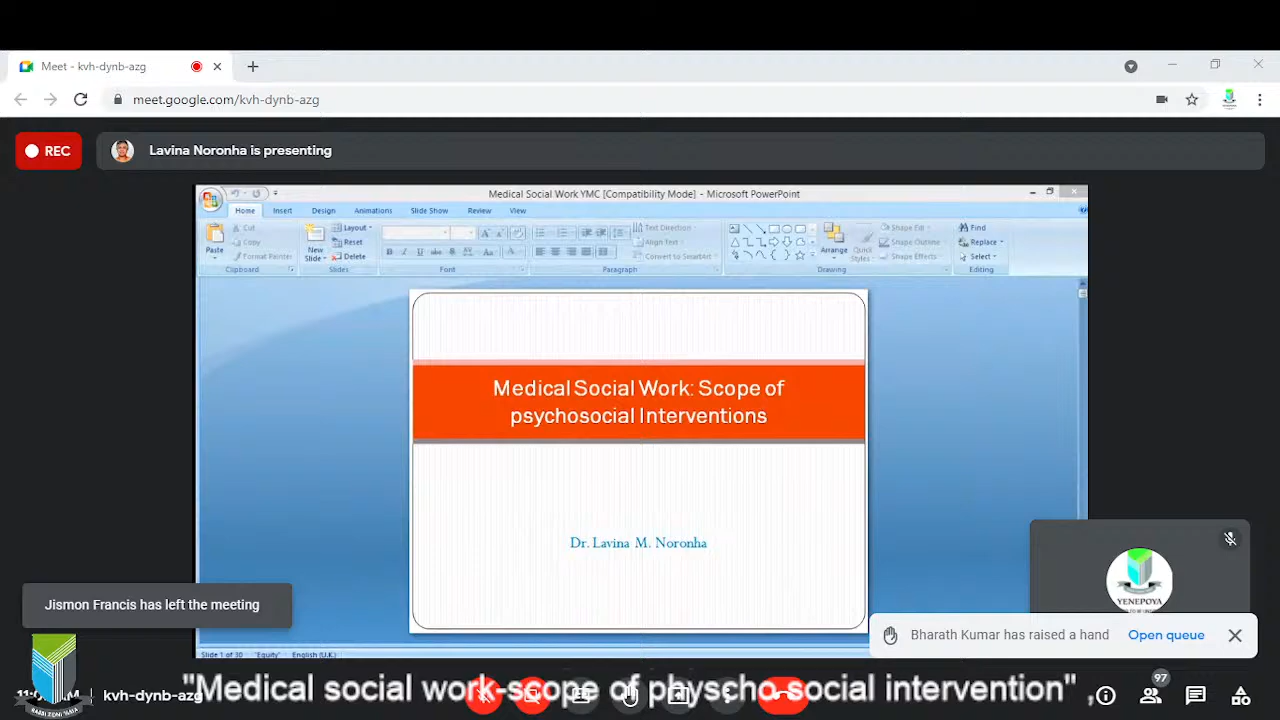 Meet - kvh-dynb-azg
meet.google.com/kvh-dynb-azg
REC
Lavina Noronha is presenting
Medical Social Work YMC [Compatibility Mode] - Microsoft PowerPoint
Home Insert Design Animations Slide Show Review View
Paste
Cut
Copy
Format Painter
Clipboard
New
Slide
Layout
Reset
Delete
Slides
Font
Text Direction
Align Text
Convert to SmartArt
Paragraph
Arrange
Quick
Styles
Shape Fill
Shape Outline
Shape Effects
Drawing
Find
Replace
Select
Editing
Medical Social Work: Scope of
psychosocial Interventions
Dr. Lavina M. Noronha
Jismon Francis has left the meeting
YENEPOYA
Bharath Kumar has raised a hand Open queue
Slide 1 of 30 "Equity" English (U.K.)
kvh-dynb-azg
97
"Medical social work-scope of physcho social intervention" ,